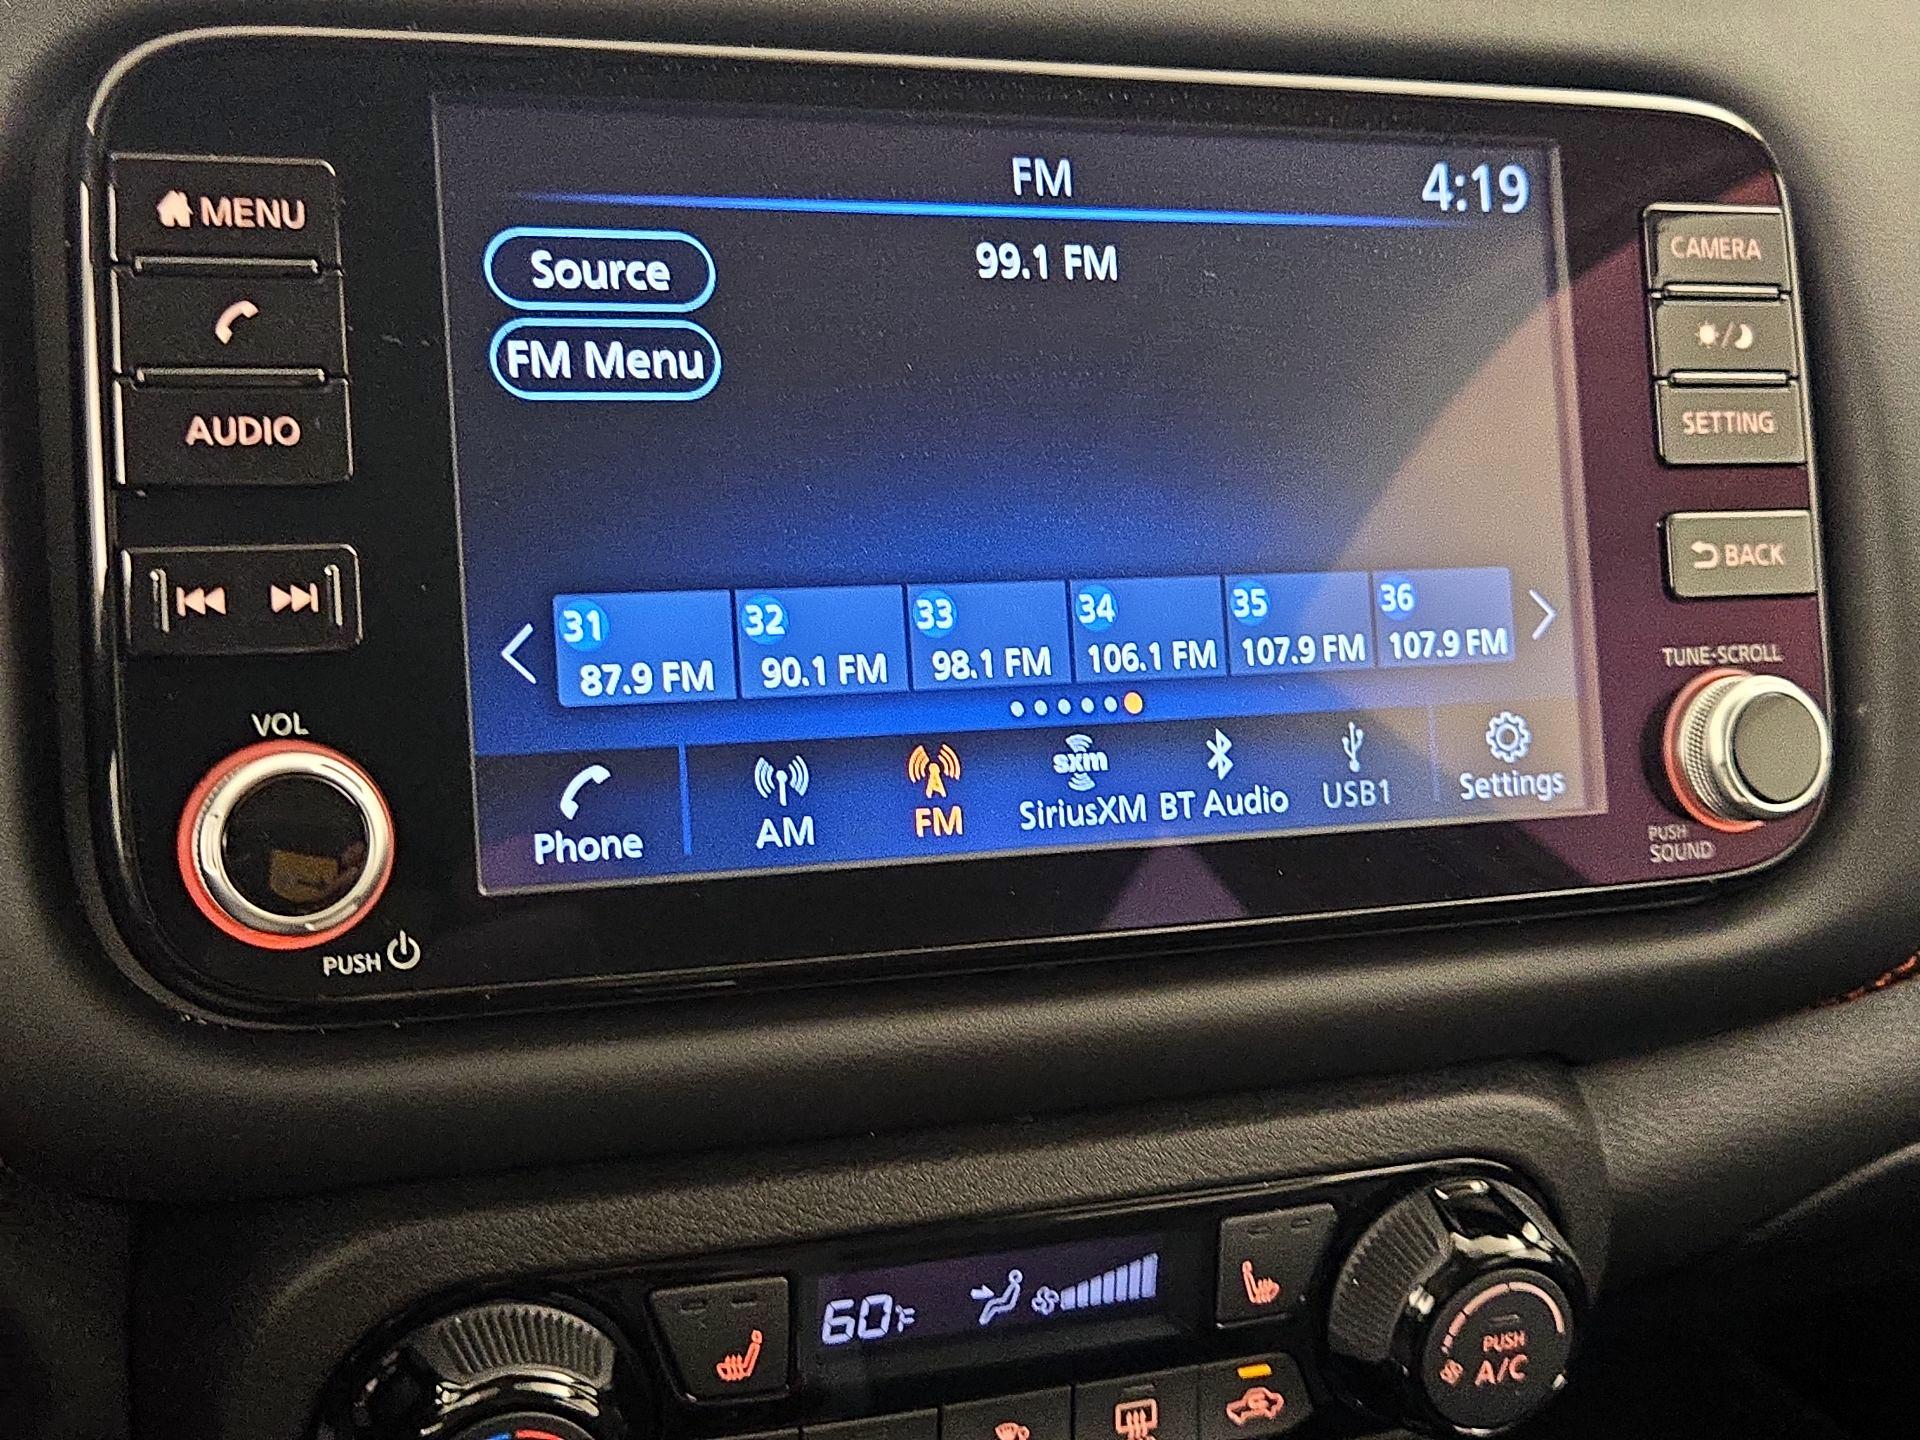 MENU
AUDIO
VOL
PUSH
FM
4:19
Source
99.1 FM
FM Menu
31
87.9 FM
32
90.1 FM
33
98.1 FM
34
106.1 FM
35
107.9 FM
36
107.9 FM
Phone
AM
FM
sxm
SiriusXM
BT Audio
USB1
Settings
CAMERA
SETTING
BACK
TUNE-SCROLL
PUSH
SOUND
60°F
PUSH
A/C